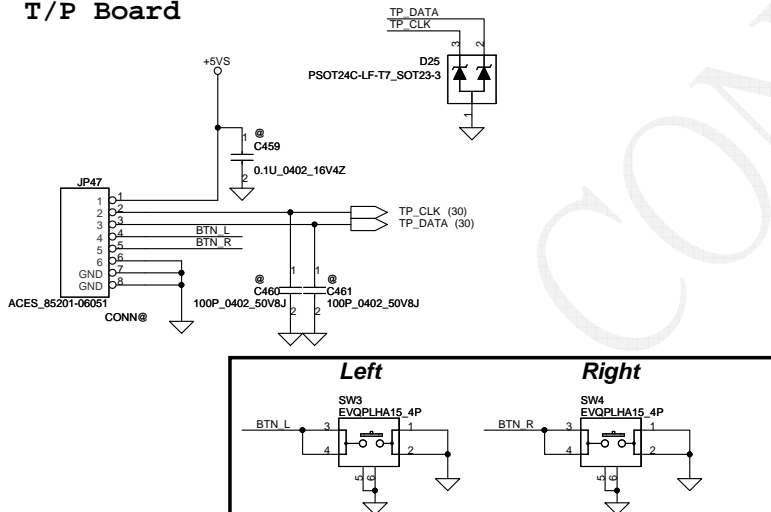 T/P Board
TP_DATA
TP_CLK
3
2
D25
PSOT24C-LF-T7_SOT23-3
1
+5VS
1
@
C459
2
0.1U_0402_16V4Z
JP47
1 1
2 2
3 3
4 4
5 5
6 6
GND 7
GND 8
ACES_85201-06051
CONN@
BTN_L
BTN_R
TP_CLK (30)
TP_DATA (30)
@
1
C460
100P_0402_50V8J
2
1
@
C461
100P_0402_50V8J
2
Left
SW3
EVQPLHA15_4P
BTN_L
3
1
4
2
5
6
Right
SW4
EVQPLHA15_4P
BTN_R
3
1
4
2
5
6
CON